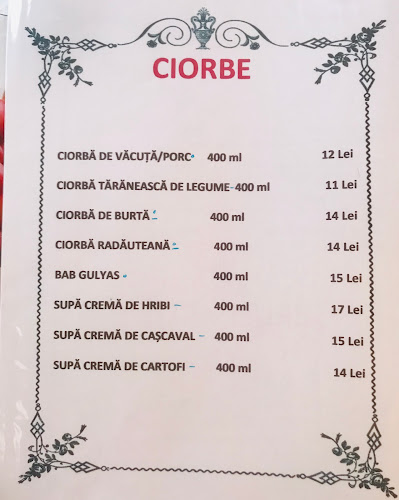 CIORBE
CIORBĂ DE VĂCUȚĂ/PORC 400 ml 12 Lei
CIORBĂ TĂRĂNEASCĂ DE LEGUME 400 ml 11 Lei
CIORBĂ DE BURTĂ 400 ml 14 Lei
CIORBĂ RADĂUTEANĂ 400 ml 14 Lei
BAB GULYAS 400 ml 15 Lei
SUPĂ CREMĂ DE HRIBI 400 ml 17 Lei
SUPĂ CREMĂ DE CAȘCAVAL 400 ml 15 Lei
SUPĂ CREMĂ DE CARTOFI 400 ml 14 Lei